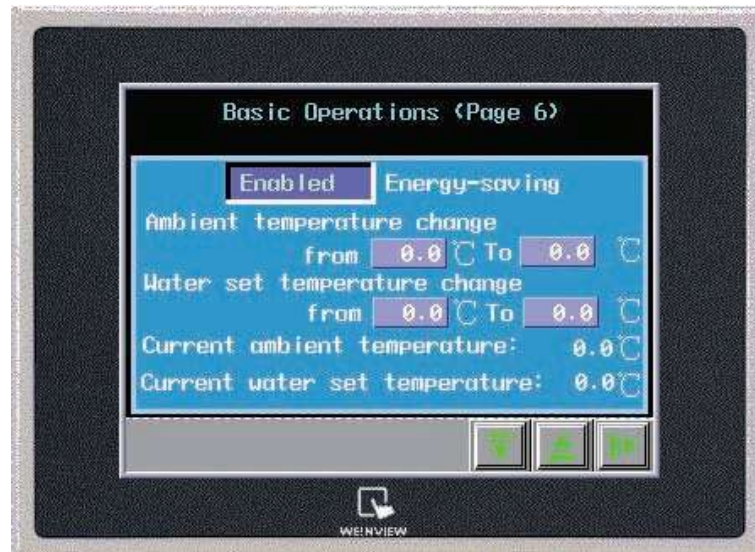 Basic Operations (Page 6)
Enabled Energy-saving
Ambient temperature change
from 0.0 ℃ To 0.0 ℃
Water set temperature change
from 0.0 ℃ To 0.0 ℃
Current ambient temperature: 0.0℃
Current water set temperature: 0.0℃
WEINVIEW